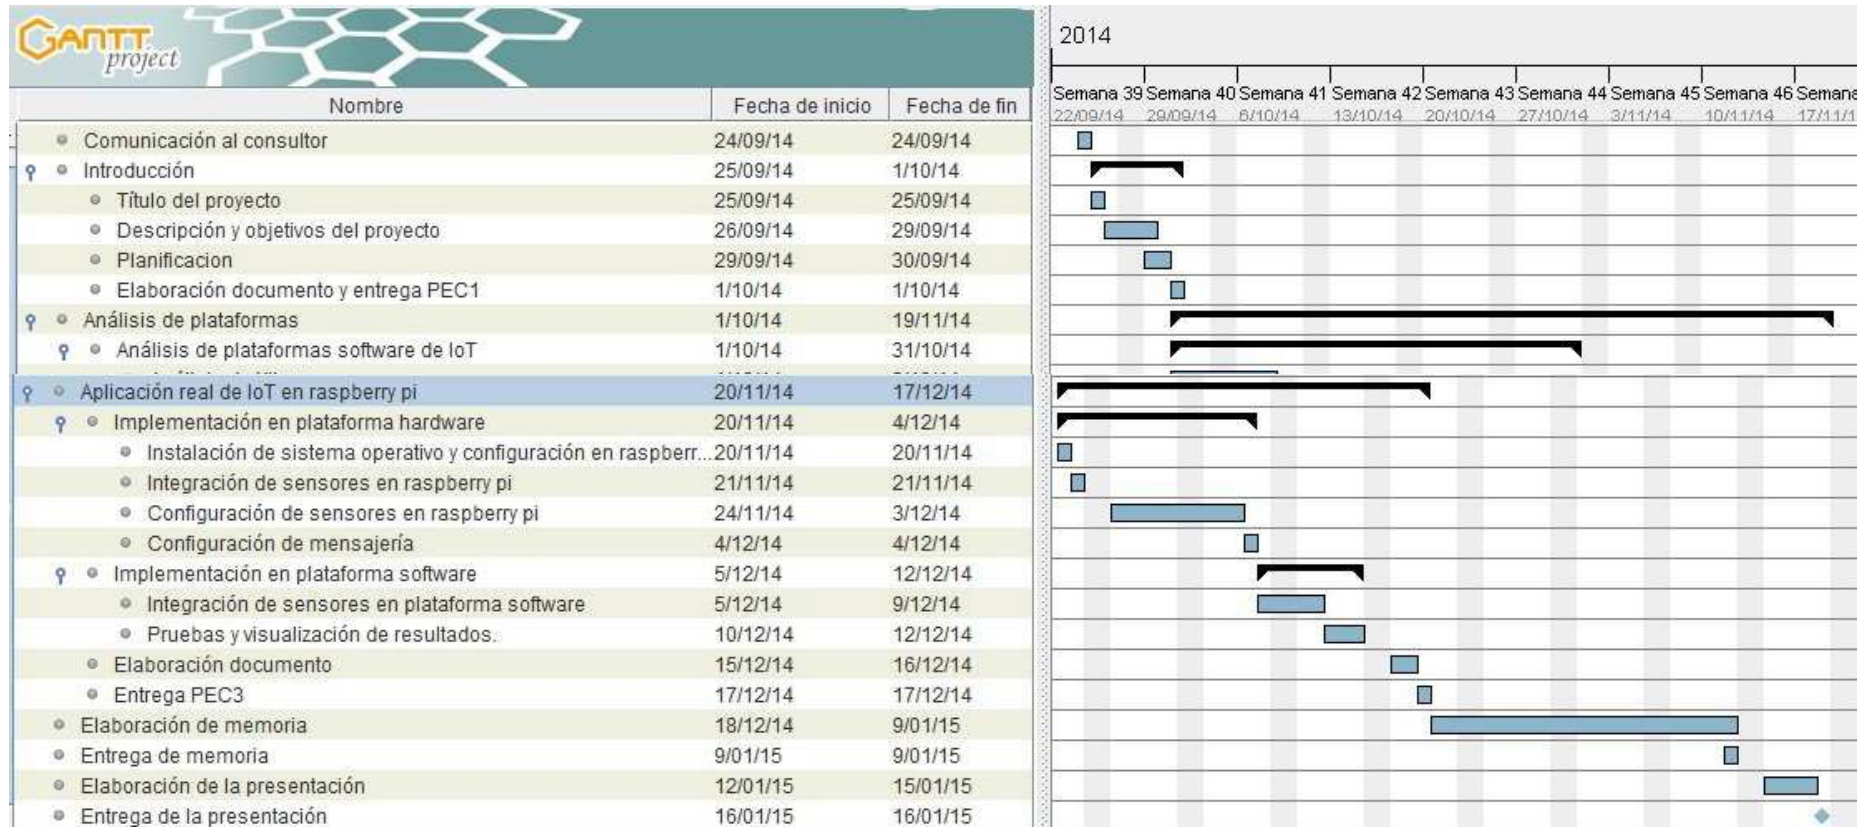 GANTT project
2014
Nombre Fecha de inicio Fecha de fin
Semana 39 Semana 40 Semana 41 Semana 42 Semana 43 Semana 44 Semana 45 Semana 46 Semana
22/09/14 29/09/14 6/10/14 13/10/14 20/10/14 27/10/14 3/11/14 10/11/14 17/11/1
Comunicación al consultor 24/09/14 24/09/14
Introducción 25/09/14 1/10/14
Título del proyecto 25/09/14 25/09/14
Descripción y objetivos del proyecto 26/09/14 29/09/14
Planificacion 29/09/14 30/09/14
Elaboración documento y entrega PEC1 1/10/14 1/10/14
Análisis de plataformas 1/10/14 19/11/14
Análisis de plataformas software de IoT 1/10/14 31/10/14
Aplicación real de IoT en raspberry pi 20/11/14 17/12/14
Implementación en plataforma hardware 20/11/14 4/12/14
Instalación de sistema operativo y configuración en raspberr... 20/11/14 20/11/14
Integración de sensores en raspberry pi 21/11/14 21/11/14
Configuración de sensores en raspberry pi 24/11/14 3/12/14
Configuración de mensajería 4/12/14 4/12/14
Implementación en plataforma software 5/12/14 12/12/14
Integración de sensores en plataforma software 5/12/14 9/12/14
Pruebas y visualización de resultados. 10/12/14 12/12/14
Elaboración documento 15/12/14 16/12/14
Entrega PEC3 17/12/14 17/12/14
Elaboración de memoria 18/12/14 9/01/15
Entrega de memoria 9/01/15 9/01/15
Elaboración de la presentación 12/01/15 15/01/15
Entrega de la presentación 16/01/15 16/01/15